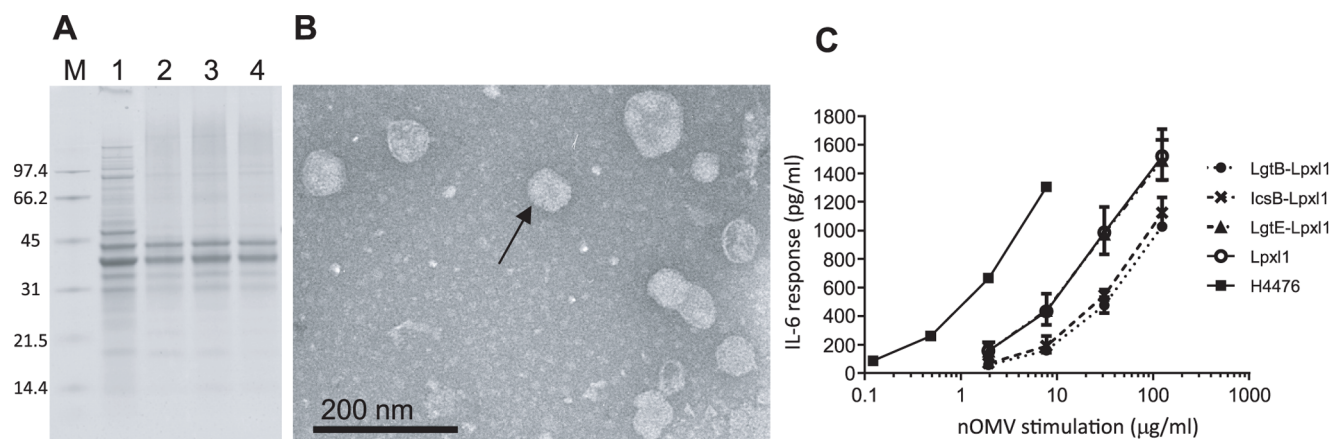 A
M 1 2 3 4
97.4
66.2
45
31
21.5
14.4
B
200 nm
C
IL-6 response (pg/ml)
1800
1600
1400
1200
1000
800
600
400
200
0
0.1 1 10 100 1000
nOMV stimulation (µg/ml)
LgtB-Lpxl1
IcsB-Lpxl1
LgtE-Lpxl1
Lpxl1
H4476